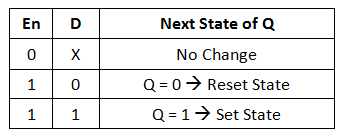 En D Next State of Q
0 X No Change
1 0 Q = 0 → Reset State
1 1 Q = 1 → Set State